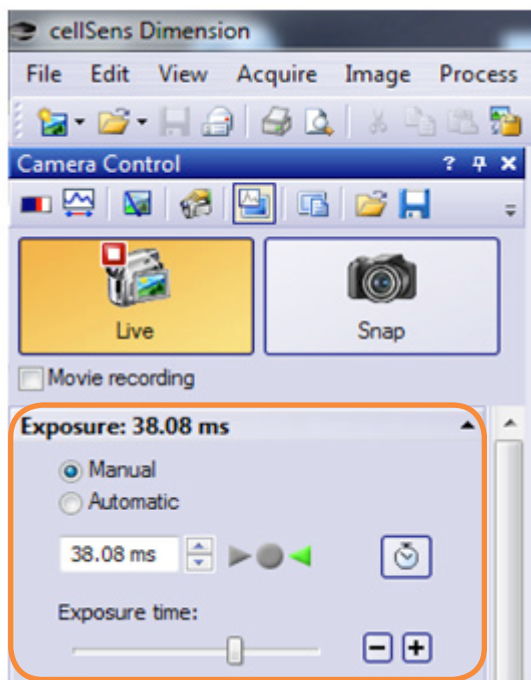 cellSens Dimension
File Edit View Acquire Image Process
Camera Control ?
Live Snap
Movie recording
Exposure: 38.08 ms
Manual
Automatic
38.08 ms
Exposure time: